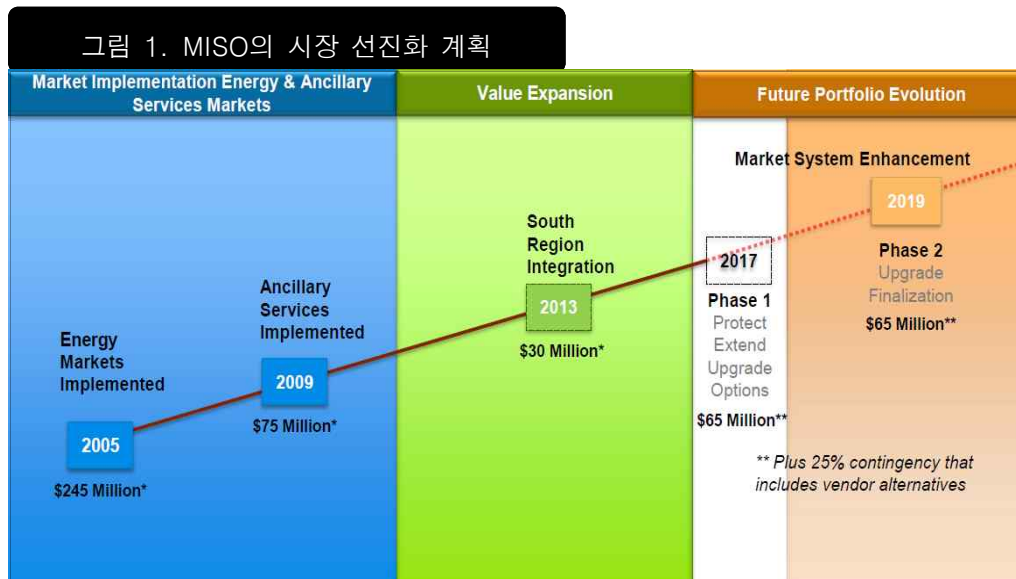 그림 1. MISO의 시장 선진화 계획
Market Implementation Energy & Ancillary
Services Markets
Value Expansion
Future Portfolio Evolution
Energy
Markets
Implemented
2005
$245 Million*
Ancillary
Services
Implemented
2009
$75 Million*
South
Region
Integration
2013
$30 Million*
Market System Enhancement
2017
Phase 1
Protect
Extend
Upgrade
Options
$65 Million**
2019
Phase 2
Upgrade
Finalization
$65 Million**
** Plus 25% contingency that
includes vendor alternatives